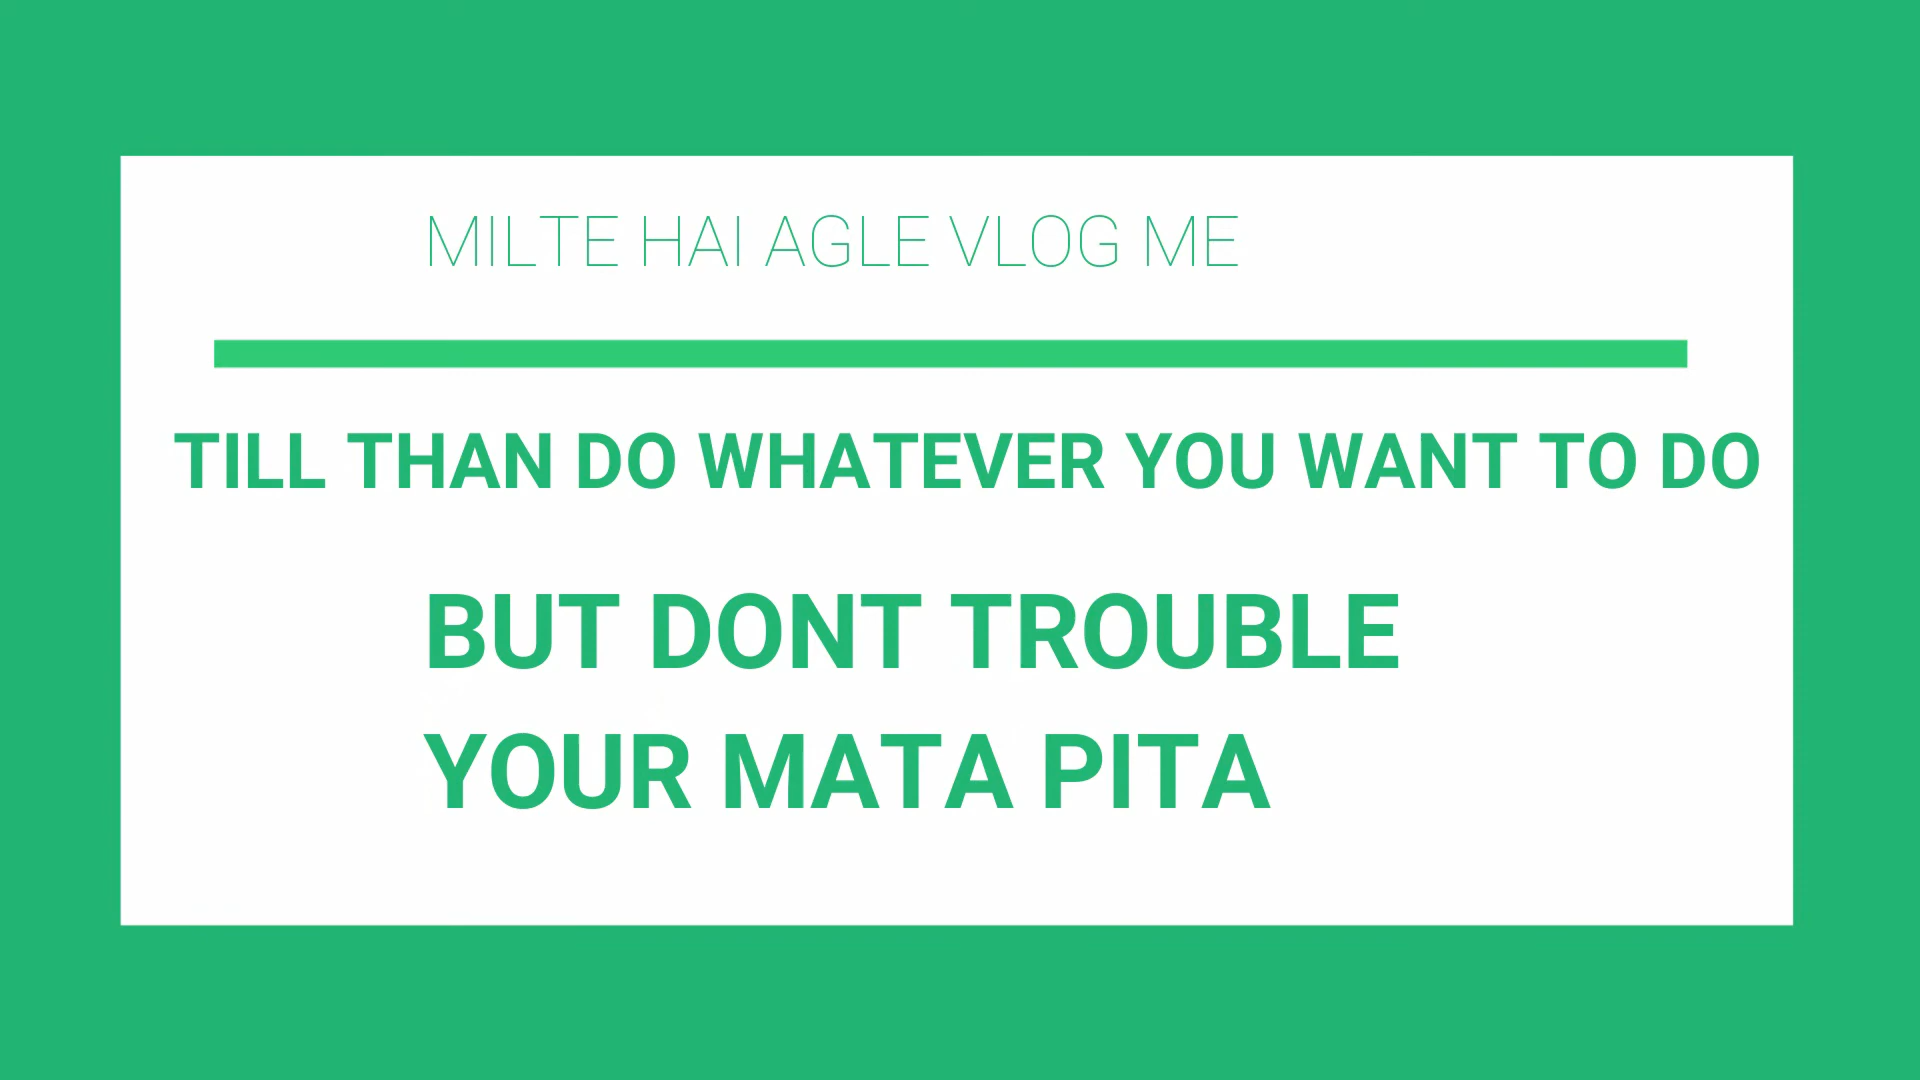 MILTE HAI AGLE VLOG ME
TILL THAN DO WHATEVER YOU WANT TO DO
BUT DONT TROUBLE
YOUR MATA PITA